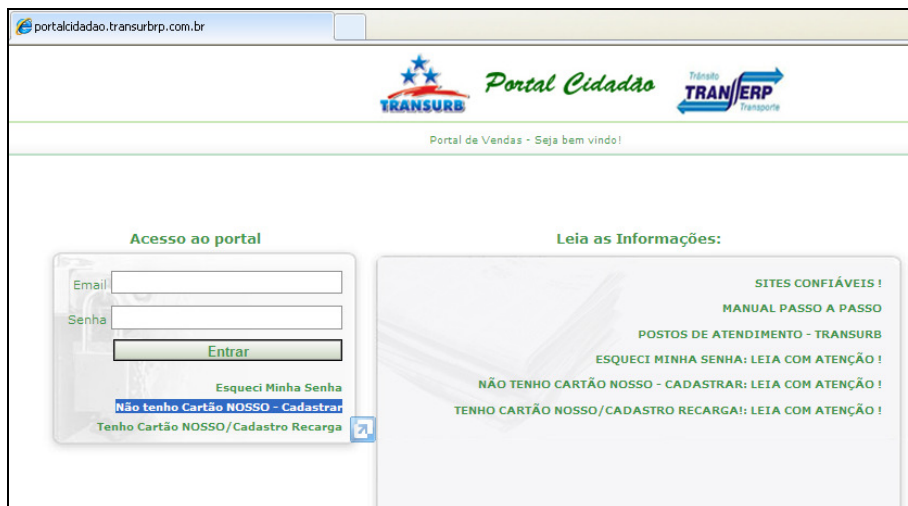 portalcidadao.transurbrp.com.br
TRANSURB
Portal Cidadão
Trânsito
TRANSERP
Transporte
Portal de Vendas - Seja bem vindo!
Acesso ao portal
Email
Senha
Entrar
Esqueci Minha Senha
Não tenho Cartão NOSSO - Cadastrar
Tenho Cartão NOSSO/Cadastro Recarga
Leia as Informações:
SITES CONFIÁVEIS !
MANUAL PASSO A PASSO
POSTOS DE ATENDIMENTO - TRANSURB
ESQUECI MINHA SENHA: LEIA COM ATENÇÃO !
NÃO TENHO CARTÃO NOSSO - CADASTRAR: LEIA COM ATENÇÃO !
TENHO CARTÃO NOSSO/CADASTRO RECARGA!: LEIA COM ATENÇÃO !